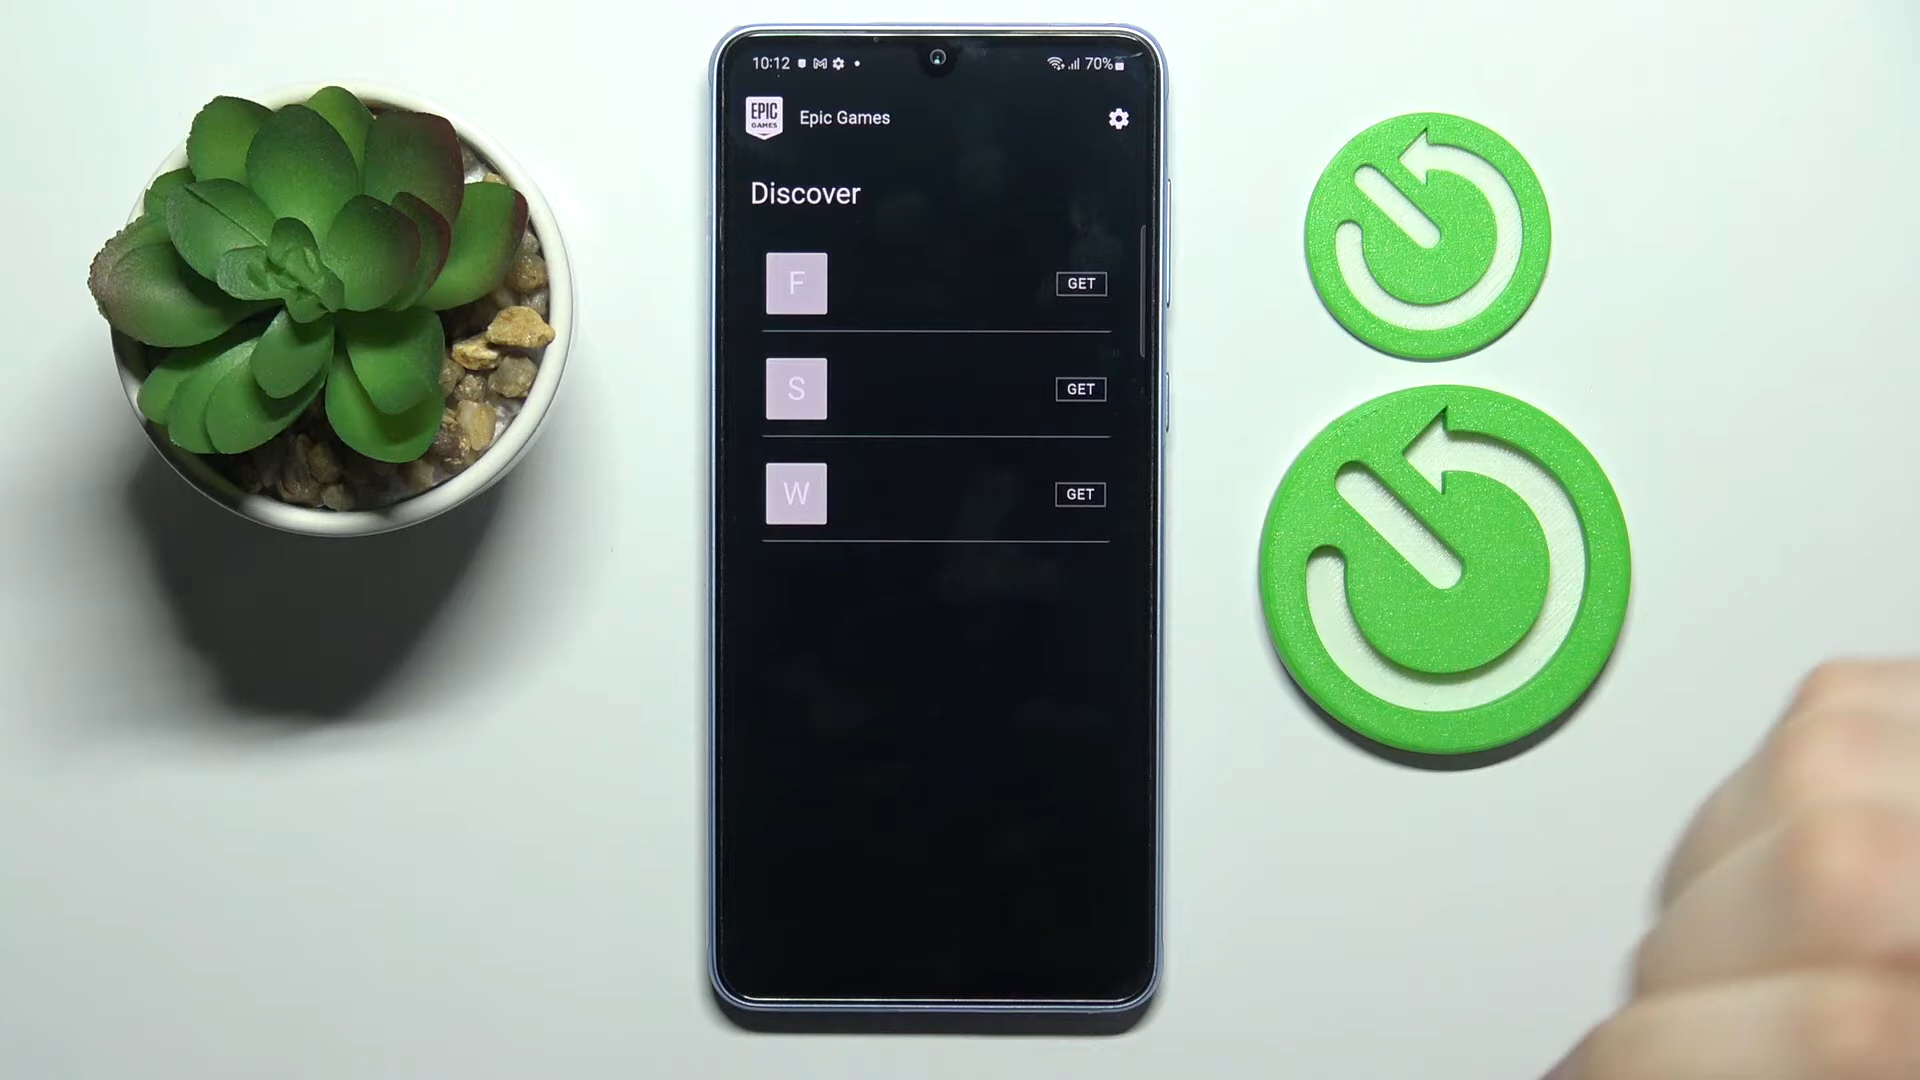 10:12 70%
EPIC GAMES Epic Games
Discover
F GET
S GET
W GET